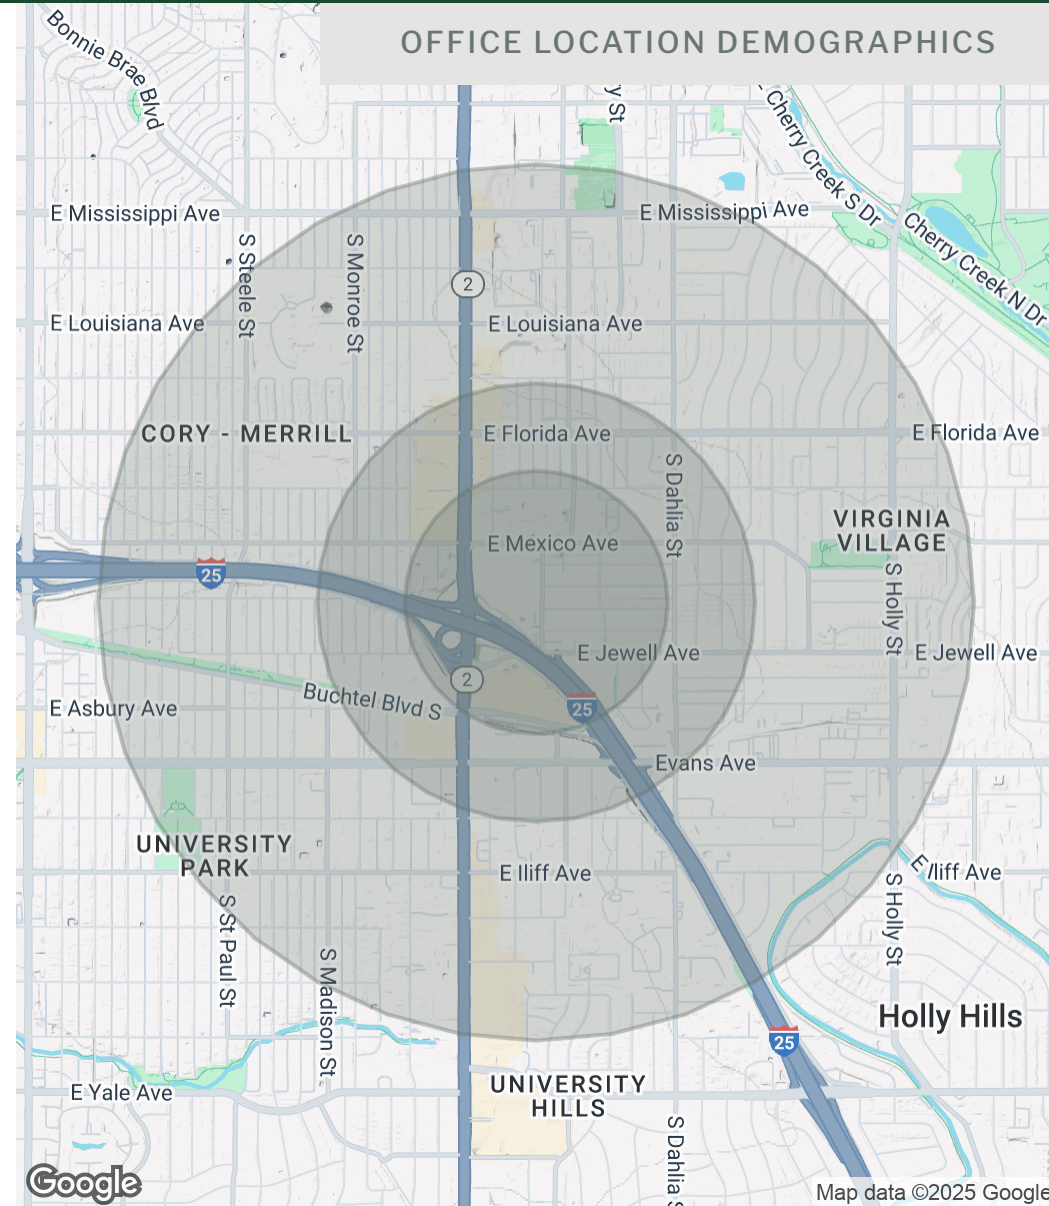 OFFICE LOCATION DEMOGRAPHICS
Bonnie Brae Blvd
y St
Cherry Creek S Dr
E Mississippi Ave
E Mississippi Ave
Cherry Creek N Dr
S Steele St
S Monroe St
2
E Louisiana Ave
E Louisiana Ave
CORY - MERRILL
E Florida Ave
E Florida Ave
S Dahlia St
VIRGINIA
VILLAGE
E Mexico Ave
25
S Holly St
E Jewell Ave
E Jewell Ave
2
Buchtel Blvd S
E Asbury Ave
25
Evans Ave
UNIVERSITY
PARK
E Iliff Ave
E Iliff Ave
S Holly St
S St Paul St
S Madison St
Holly Hills
25
UNIVERSITY
HILLS
E Yale Ave
S Dahlia S
Google
Map data ©2025 Google